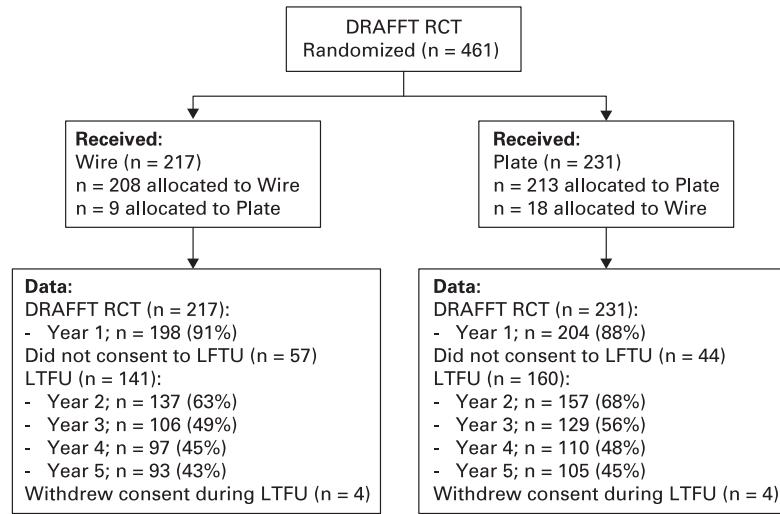 DRAFFT RCT
Randomized (n = 461)
Received:
Wire (n = 217)
n = 208 allocated to Wire
n = 9 allocated to Plate
Received:
Plate (n = 231)
n = 213 allocated to Plate
n = 18 allocated to Wire
Data:
DRAFFT RCT (n = 217):
- Year 1; n = 198 (91%)
Did not consent to LFTU (n = 57)
LTFU (n = 141):
- Year 2; n = 137 (63%)
- Year 3; n = 106 (49%)
- Year 4; n = 97 (45%)
- Year 5; n = 93 (43%)
Withdrew consent during LTFU (n = 4)
Data:
DRAFFT RCT (n = 231):
- Year 1; n = 204 (88%)
Did not consent to LFTU (n = 44)
LTFU (n = 160):
- Year 2; n = 157 (68%)
- Year 3; n = 129 (56%)
- Year 4; n = 110 (48%)
- Year 5; n = 105 (45%)
Withdrew consent during LTFU (n = 4)